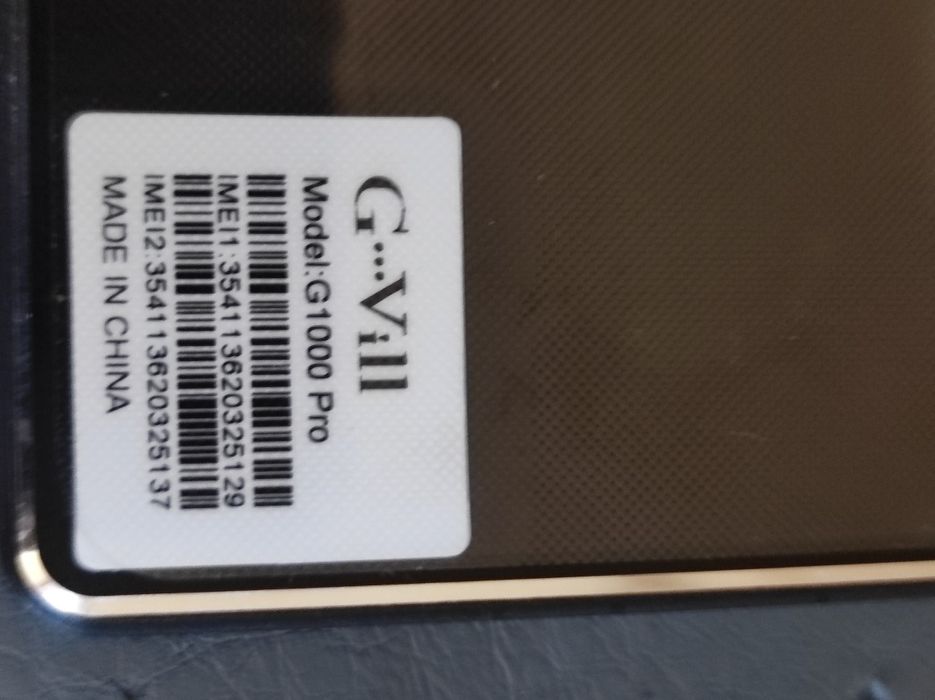 G...Vill
Model:G1000 Pro
IMEI1:354113620325129
IMEI2:354113620325137
MADE IN CHINA